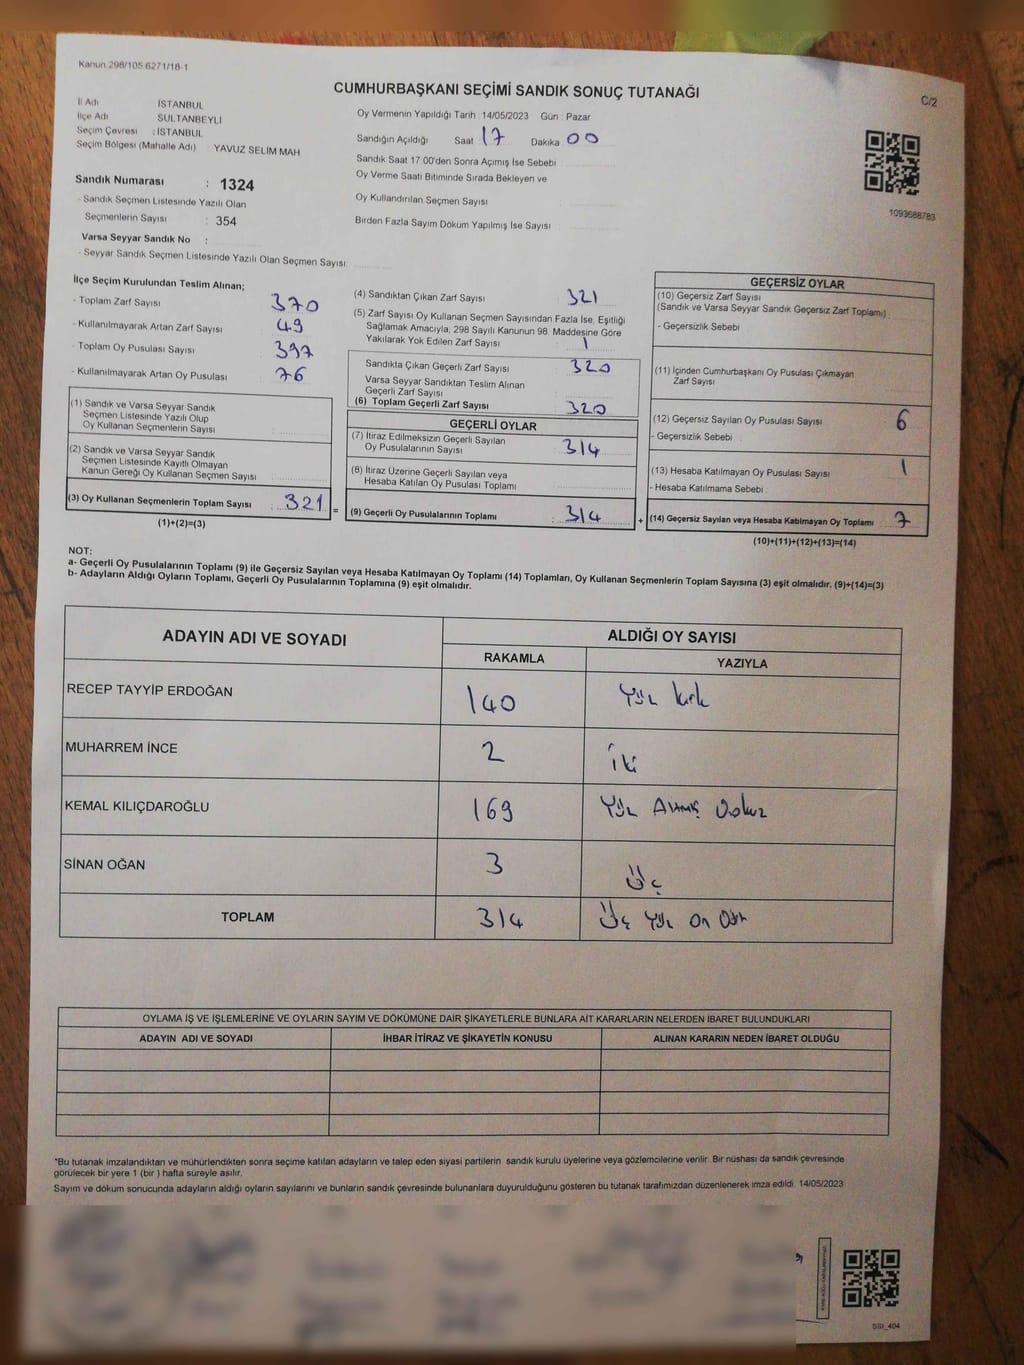 Kanun 298/105 6271/18-1
CUMHURBAŞKANI SEÇİMİ SANDIK SONUÇ TUTANAĞI
C/2
İl Adı İSTANBUL
İlçe Adı SULTANBEYLİ
Seçim Çevresi : İSTANBUL
Seçim Bölgesi (Mahalle Adı) YAVUZ SELİM MAH
Sandık Numarası : 1324
- Sandık Seçmen Listesinde Yazılı Olan
Seçmenlerin Sayısı : 354
Varsa Seyyar Sandık No :
- Seyyar Sandık Seçmen Listesinde Yazılı Olan Seçmen Sayısı
Oy Vermenin Yapıldığı Tarih 14/05/2023 Gün : Pazar
Sandığın Açıldığı Saat 17 Dakika 00
Sandık Saat 17 00'den Sonra Açımış İse Sebebi
Oy Verme Saati Bitiminde Sırada Bekleyen ve
Oy Kullandırılan Seçmen Sayısı
Birden Fazla Sayım Döküm Yapılmış İse Sayısı
1093688783
İlçe Seçim Kurulundan Teslim Alınan;
- Toplam Zarf Sayısı 370
- Kullanılmayarak Artan Zarf Sayısı 49
- Toplam Oy Pusulası Sayısı 397
- Kullanılmayarak Artan Oy Pusulası 76
(1) Sandık ve Varsa Seyyar Sandık
Seçmen Listesinde Yazılı Olup
Oy Kullanan Seçmenlerin Sayısı
(2) Sandık ve Varsa Seyyar Sandık
Seçmen Listesinde Kayıtlı Olmayan
Kanun Gereği Oy Kullanan Seçmen Sayısı
(3) Oy Kullanan Seçmenlerin Toplam Sayısı : 321 =
(1)+(2)=(3)
(4) Sandıktan Çıkan Zarf Sayısı 321
(5) Zarf Sayısı Oy Kullanan Seçmen Sayısından Fazla İse, Eşitliği
Sağlamak Amacıyla, 298 Sayılı Kanunun 98. Maddesine Göre
Yakılarak Yok Edilen Zarf Sayısı 1
Sandıkta Çıkan Geçerli Zarf Sayısı 320
Varsa Seyyar Sandıktan Teslim Alınan
Geçerli Zarf Sayısı
(6) Toplam Geçerli Zarf Sayısı 320
GEÇERLİ OYLAR
(7) İtiraz Edilmeksizin Geçerli Sayılan
Oy Pusulalarının Sayısı 314
(8) İtiraz Üzerine Geçerli Sayılan veya
Hesaba Katılan Oy Pusulası Toplamı
(9) Geçerli Oy Pusulalarının Toplamı : 314 +
GEÇERSİZ OYLAR
(10) Geçersiz Zarf Sayısı
(Sandık ve Varsa Seyyar Sandık Geçersiz Zarf Toplamı)
- Geçersizlik Sebebi
(11) İçinden Cumhurbaşkanı Oy Pusulası Çıkmayan
Zarf Sayısı
(12) Geçersiz Sayılan Oy Pusulası Sayısı 6
- Geçersizlik Sebebi
(13) Hesaba Katılmayan Oy Pusulası Sayısı 1
- Hesaba Katılmama Sebebi
(14) Geçersiz Sayılan veya Hesaba Katılmayan Oy Toplamı 7
(10)+(11)+(12)+(13)=(14)
NOT:
a- Geçerli Oy Pusulalarının Toplamı (9) ile Geçersiz Sayılan veya Hesaba Katılmayan Oy Toplamı (14) Toplamları, Oy Kullanan Seçmenlerin Toplam Sayısına (3) eşit olmalıdır. (9)+(14)=(3)
b- Adayların Aldığı Oyların Toplamı, Geçerli Oy Pusulalarının Toplamına (9) eşit olmalıdır.
ADAYIN ADI VE SOYADI ALDIĞI OY SAYISI
RAKAMLA YAZIYLA
RECEP TAYYİP ERDOĞAN 140 Yüz kırk
MUHARREM İNCE 2 İki
KEMAL KILIÇDAROĞLU 169 Yüz Altmış Dokuz
SİNAN OĞAN 3 Üç
TOPLAM 314 Üç Yüz On Dört
OYLAMA İŞ VE İŞLEMLERİNE VE OYLARIN SAYIM VE DÖKÜMÜNE DAİR ŞİKAYETLERLE BUNLARA AİT KARARLARIN NELERDEN İBARET BULUNDUKLARI
ADAYIN ADI VE SOYADI İHBAR İTİRAZ VE ŞİKAYETİN KONUSU ALINAN KARARIN NEDEN İBARET OLDUĞU
*Bu tutanak imzalandıktan ve mühürlendikten sonra seçime katılan adayların ve talep eden siyasi partilerin sandık kurulu üyelerine veya gözlemcilerine verilir. Bir nüshası da sandık çevresinde
görülecek bir yere 1 (bir ) hafta süreyle asılır.
Sayım ve döküm sonucunda adayların aldığı oyların sayılarını ve bunların sandık çevresinde bulunanlara duyurulduğunu gösteren bu tutanak tarafımızdan düzenlenerek imza edildi. 14/05/2023
SSI_404